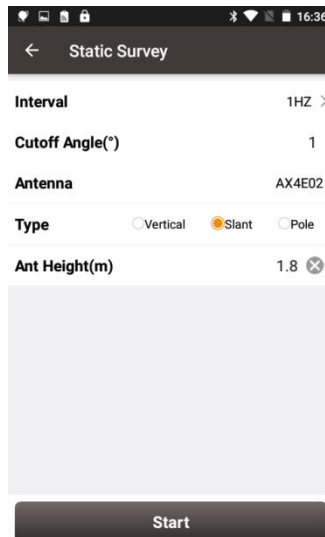 16:36
Static Survey
Interval 1HZ
Cutoff Angle(°) 1
Antenna AX4E02
Type Vertical Slant Pole
Ant Height(m) 1.8
Start